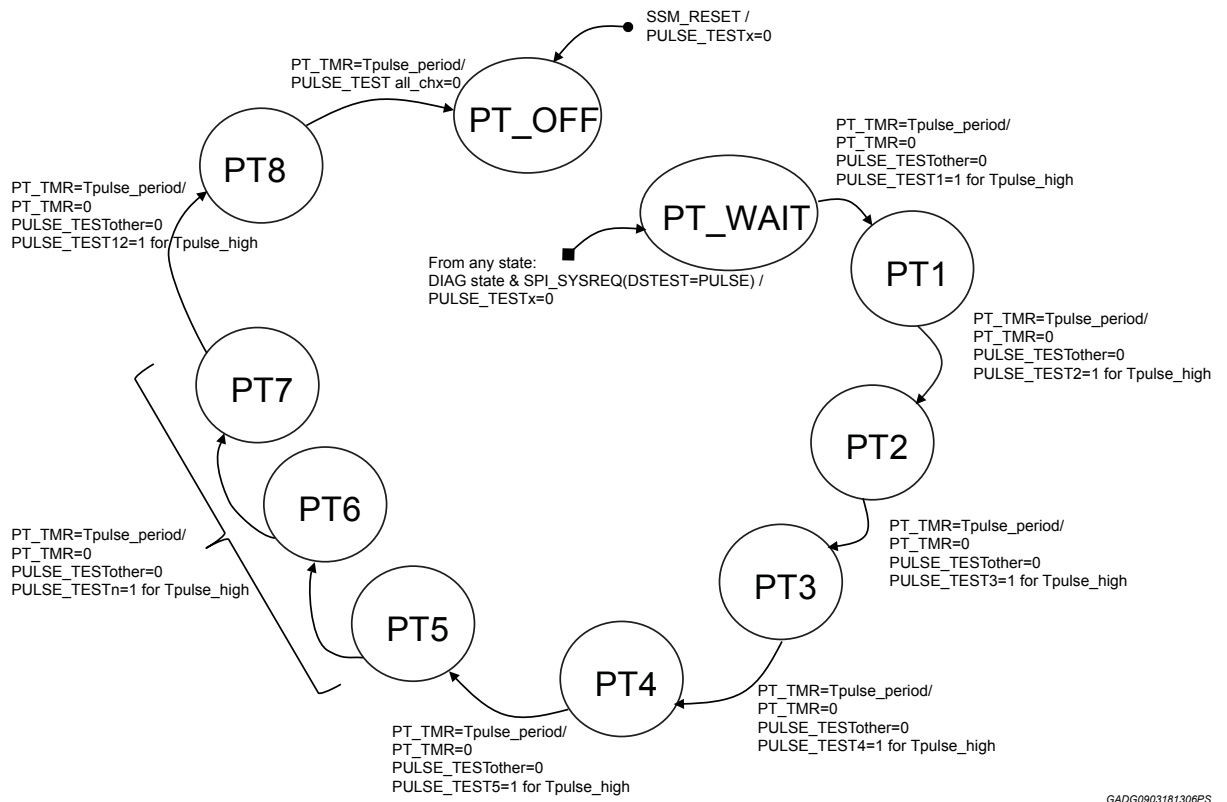 SSM_RESET /
PULSE_TESTx=0
PT_TMR=Tpulse_period/
PULSE_TEST all_chx=0
PT_OFF
PT_TMR=Tpulse_period/
PT_TMR=0
PULSE_TESTother=0
PULSE_TEST1=1 for Tpulse_high
PT8
PT_WAIT
PT_TMR=Tpulse_period/
PT_TMR=0
PULSE_TESTother=0
PULSE_TEST12=1 for Tpulse_high
From any state:
DIAG state & SPI_SYSREQ(DSTEST=PULSE) /
PULSE_TESTx=0
PT1
PT_TMR=Tpulse_period/
PT_TMR=0
PULSE_TESTother=0
PULSE_TEST2=1 for Tpulse_high
PT7
PT2
PT6
PT_TMR=Tpulse_period/
PT_TMR=0
PULSE_TESTother=0
PULSE_TESTn=1 for Tpulse_high
PT_TMR=Tpulse_period/
PT_TMR=0
PULSE_TESTother=0
PULSE_TEST3=1 for Tpulse_high
PT3
PT5
PT4
PT_TMR=Tpulse_period/
PT_TMR=0
PULSE_TESTother=0
PULSE_TEST4=1 for Tpulse_high
PT_TMR=Tpulse_period/
PT_TMR=0
PULSE_TESTother=0
PULSE_TEST5=1 for Tpulse_high
GADG0903181306PS